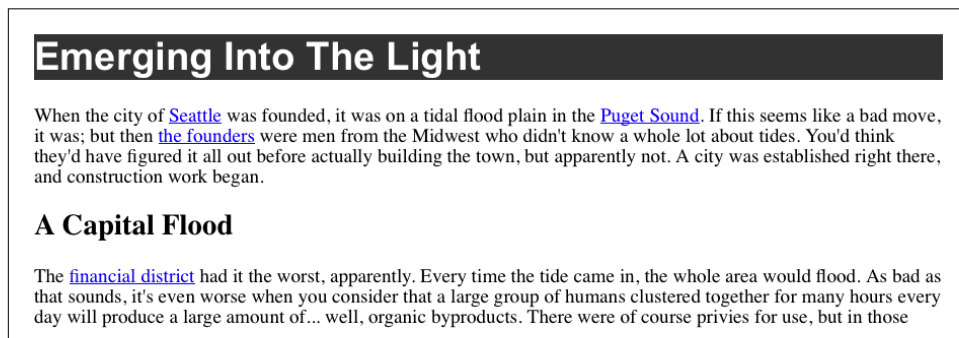 Emerging Into The Light
When the city of Seattle was founded, it was on a tidal flood plain in the Puget Sound. If this seems like a bad move,
it was; but then the founders were men from the Midwest who didn't know a whole lot about tides. You'd think
they'd have figured it all out before actually building the town, but apparently not. A city was established right there,
and construction work began.
A Capital Flood
The financial district had it the worst, apparently. Every time the tide came in, the whole area would flood. As bad as
that sounds, it's even worse when you consider that a large group of humans clustered together for many hours every
day will produce a large amount of... well, organic byproducts. There were of course privies for use, but in those